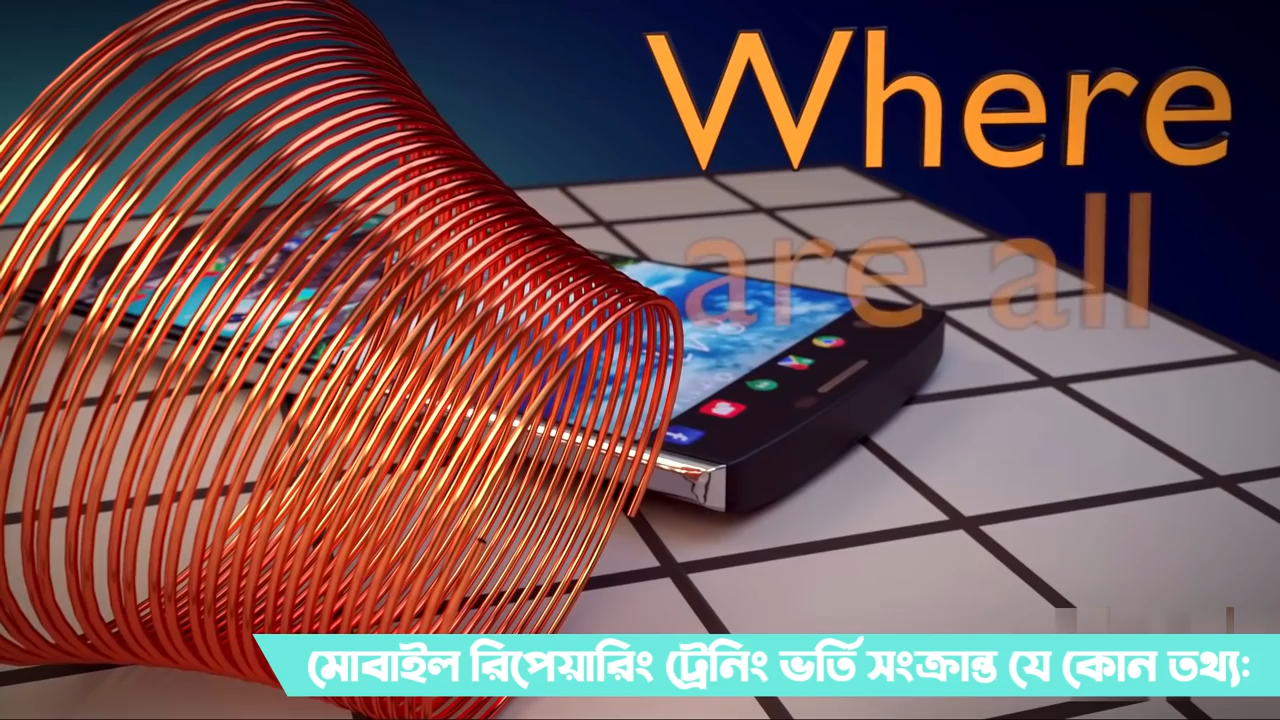 Where
are all
মোবাইল রিপেয়ারিং ট্রেনিং ভর্তি সংক্রান্ত যে কোন তথ্য: